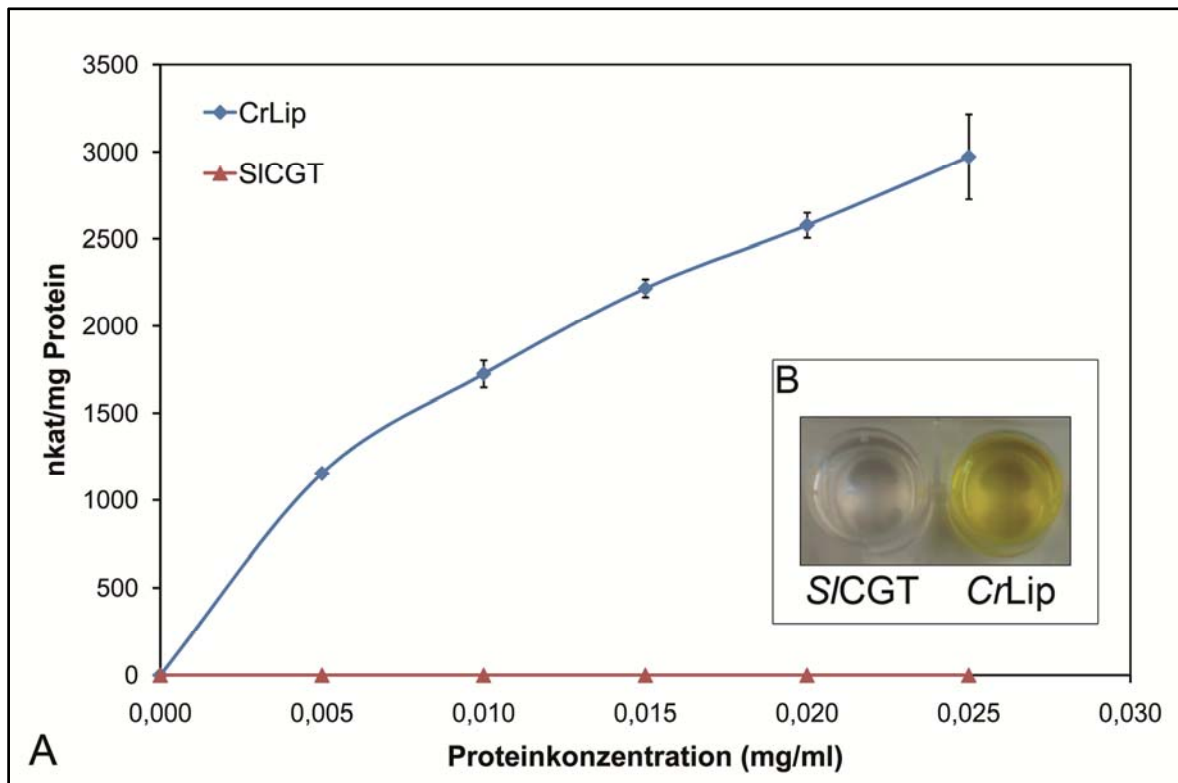 3500
3000
2500
2000
1500
1000
500
0
nkat/mg Protein
CrLip
SlCGT
B
SlCGT CrLip
0,000 0,005 0,010 0,015 0,020 0,025 0,030
Proteinkonzentration (mg/ml)
A